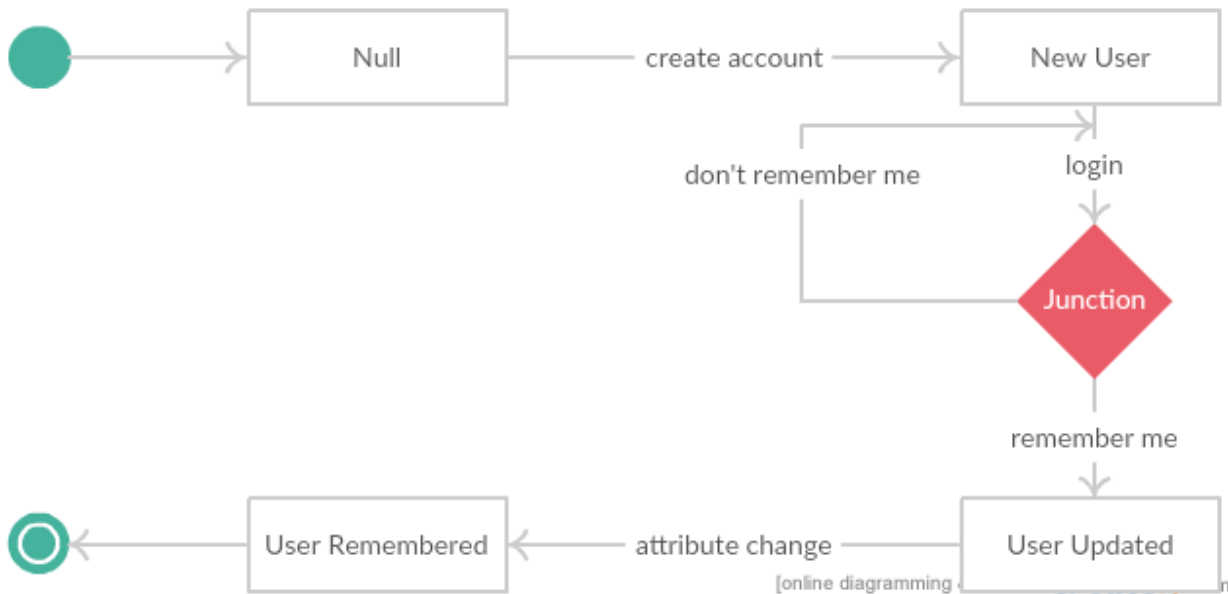 Null
create account
New User
don't remember me
login
Junction
remember me
User Remembered
attribute change
User Updated
[online diagramming